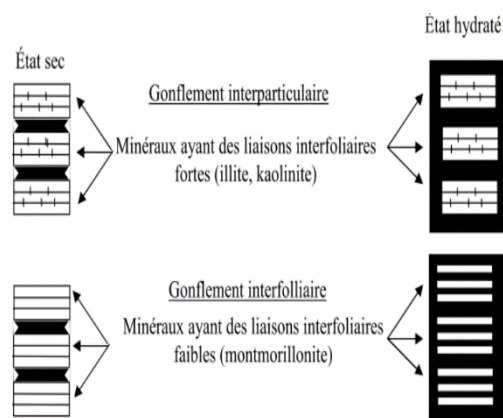 État hydraté
État sec
Gonflement interparticulaire
Minéraux ayant des liaisons interfoliaires
fortes (illite, kaolinite)
Gonflement interfolliaire
Minéraux ayant des liaisons interfoliaires
faibles (montmorillonite)